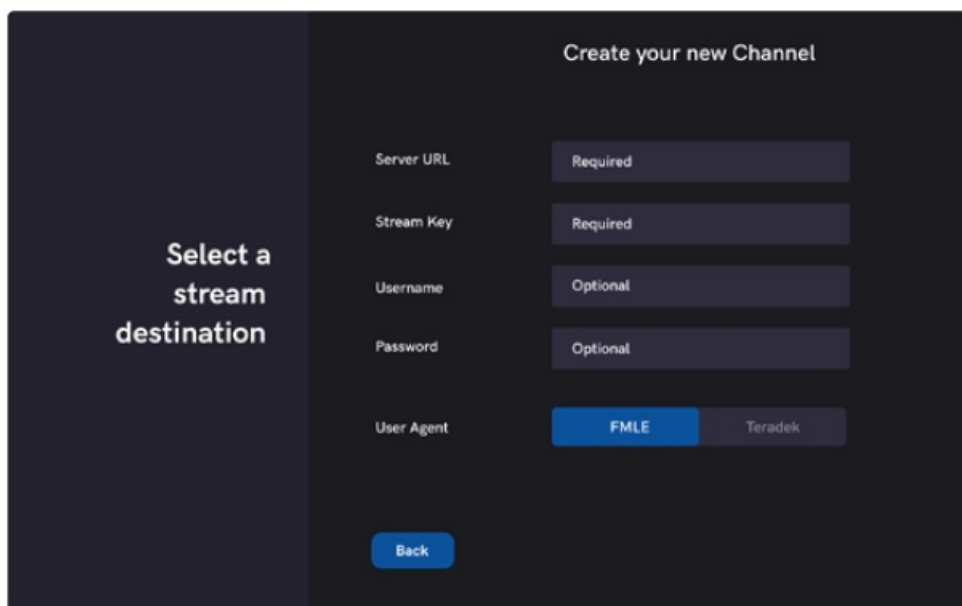 Create your new Channel
Select a
stream
destination
Server URL
Required
Stream Key
Required
Username
Optional
Password
Optional
User Agent
FMLE
Teradek
Back